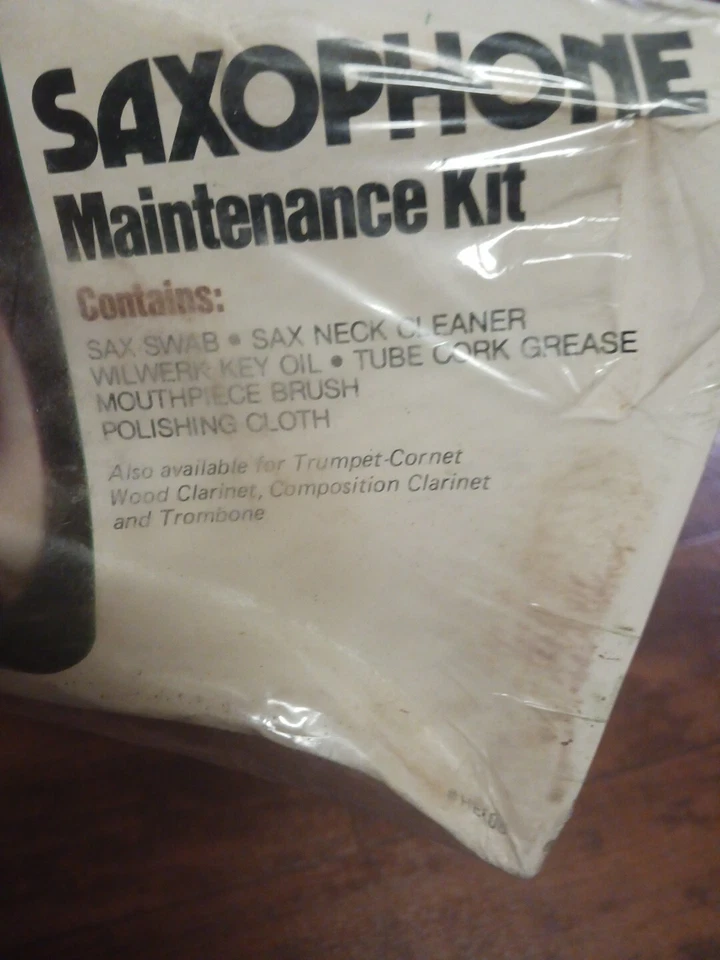 SAXOPHONE
Maintenance Kit
Contains:
SAX SWAB • SAX NECK CLEANER
WILWERK KEY OIL • TUBE CORK GREASE
MOUTHPIECE BRUSH
POLISHING CLOTH
Also available for Trumpet-Cornet
Wood Clarinet, Composition Clarinet
and Trombone